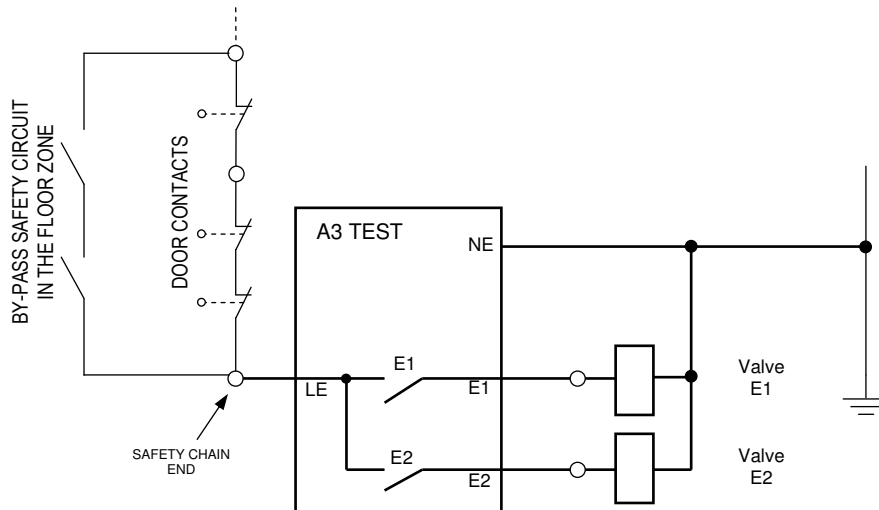 BY-PASS SAFETY CIRCUIT
IN THE FLOOR ZONE
DOOR CONTACTS
A3 TEST
NE
E1
LE
E1
Valve
E1
SAFETY CHAIN
END
E2
E2
Valve
E2